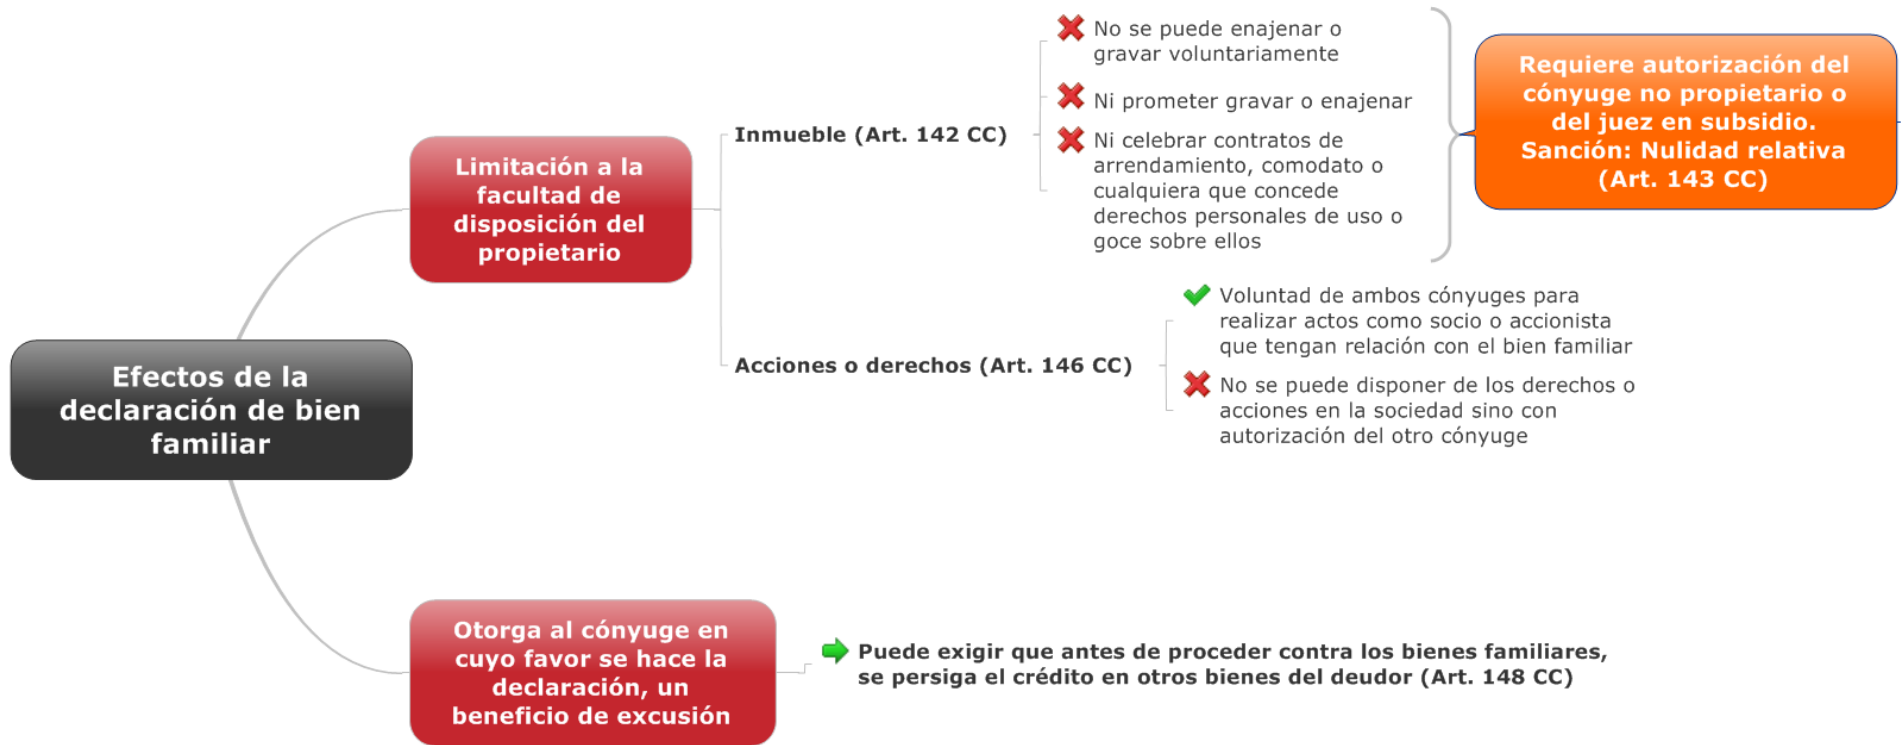 Efectos de la
declaración de bien
familiar
Limitación a la
facultad de
disposición del
propietario
Inmueble (Art. 142 CC)
No se puede enajenar o
gravar voluntariamente
Ni prometer gravar o enajenar
Ni celebrar contratos de
arrendamiento, comodato o
cualquiera que concede
derechos personales de uso o
goce sobre ellos
Requiere autorización del
cónyuge no propietario o
del juez en subsidio.
Sanción: Nulidad relativa
(Art. 143 CC)
Acciones o derechos (Art. 146 CC)
Voluntad de ambos cónyuges para
realizar actos como socio o accionista
que tengan relación con el bien familiar
No se puede disponer de los derechos o
acciones en la sociedad sino con
autorización del otro cónyuge
Otorga al cónyuge en
cuyo favor se hace la
declaración, un
beneficio de excusión
Puede exigir que antes de proceder contra los bienes familiares,
se persiga el crédito en otros bienes del deudor (Art. 148 CC)